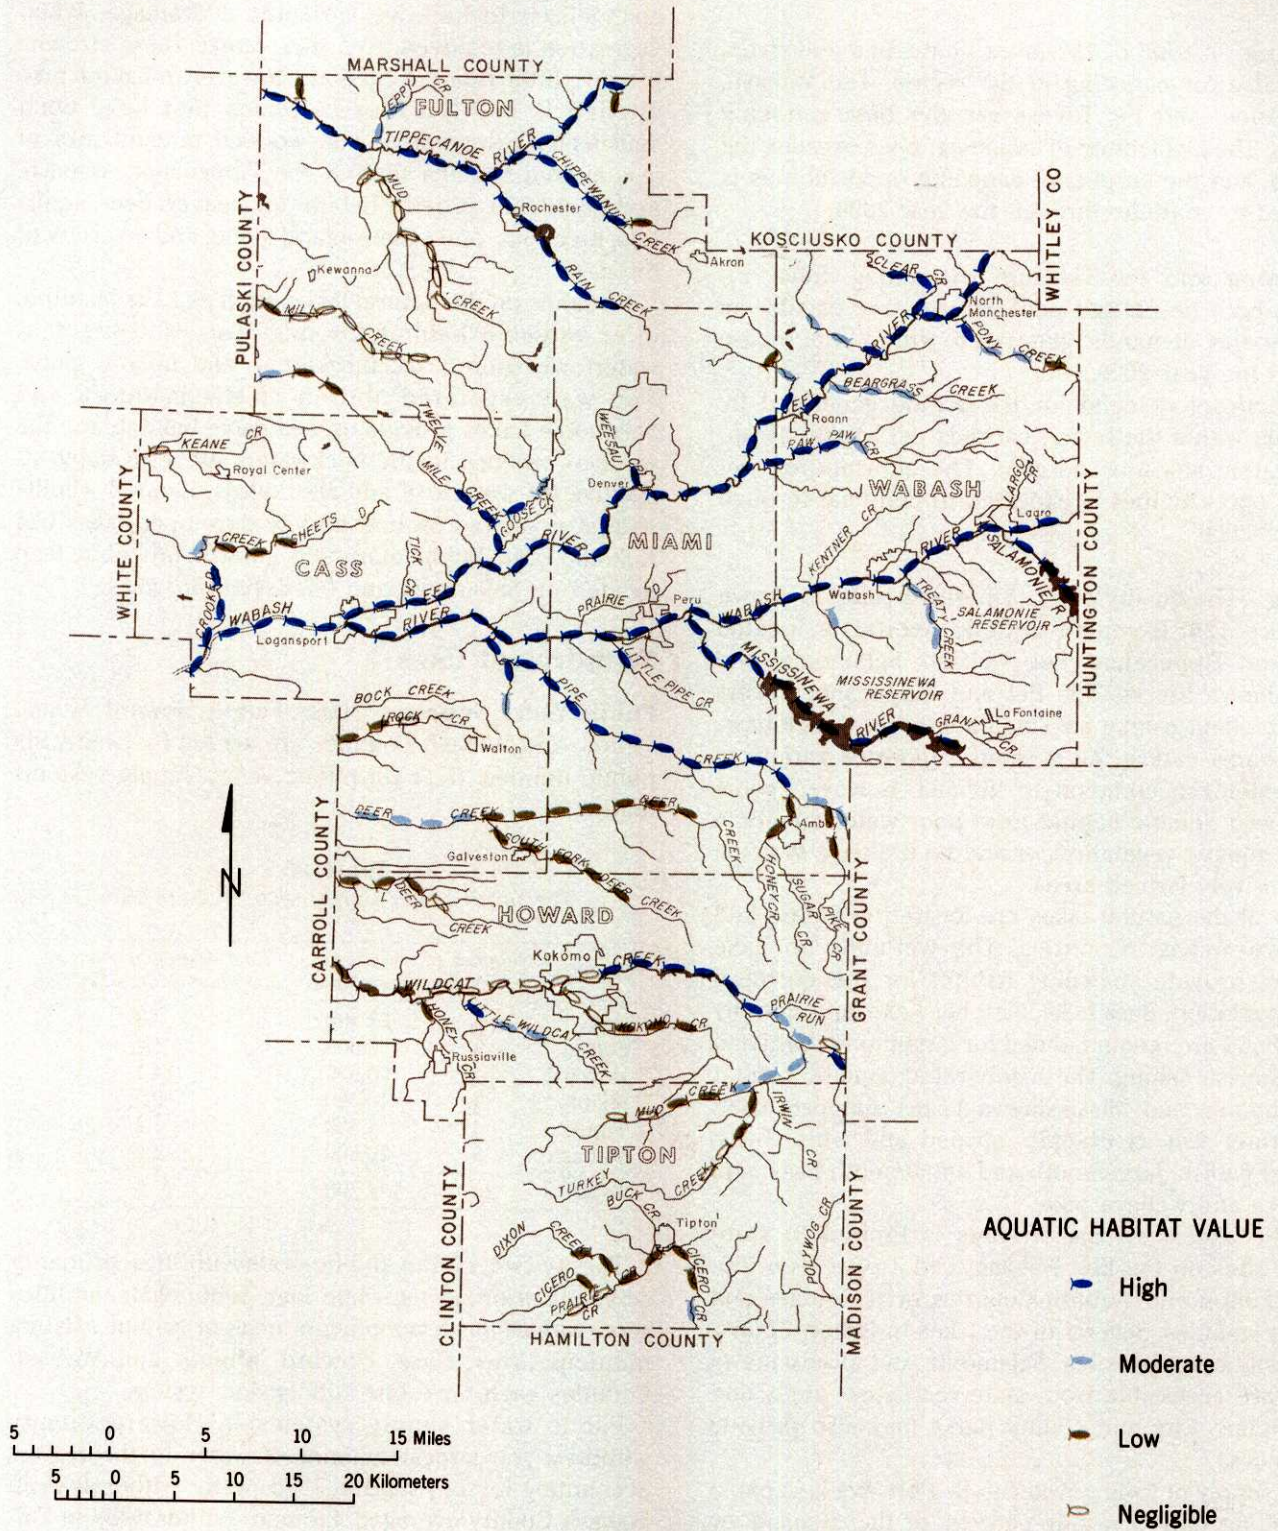 MARSHALL COUNTY
FULTON
TIPPECANOE RIVER
CHIPPEWANUC CREEK
MUD CREEK
Rochester
RAIN CREEK
Akron
PULASKI COUNTY
Kewanna
MILL CREEK
KOSCIUSKO COUNTY
WHITLEY CO
CLEAR CR
North
Manchester
PONY CREEK
EEL RIVER
BEARGRASS CREEK
Roann
PAW PAW CR
WABASH
TWELVE MILE CREEK
GOOSE CK
WEESAU CR
Denver
KEANE CR
Royal Center
WHITE COUNTY
CREEK SHEETS D
CROOKED
CASS
TICK CR
EEL RIVER
MIAMI
KENTNER CR
LARGO CR
Lagro
SALAMONIE R
HUNTINGTON COUNTY
WABASH RIVER
Logansport
PRAIRIE D
Peru
WABASH RIVER
Wabash
TREATY CREEK
SALAMONIE
RESERVOIR
LITTLE PIPE CR
MISSISSINEWA RIVER
MISSISSINEWA
RESERVOIR
GRANT CR
La Fontaine
PIPE CREEK
BOCK CREEK
ROCK CR
Walton
DEER CREEK
DEER CREEK
Galveston
SOUTH FORK DEER CREEK
Amboy
HONEY CR
SUGAR CR
PIKE CR
GRANT COUNTY
CARROLL COUNTY
L DEER CREEK
HOWARD
Kokomo
WILDCAT CREEK
LITTLE WILDCAT CREEK
KOKOMO CR
PRAIRIE RUN
HONEY CR
Russiaville
MUD CREEK
IRWIN CR
TIPTON
TURKEY CREEK
BUCK CR
Tipton
DIXON CREEK
CICERO CR
PRAIRIE CR
CICERO CR
POLYWOG CR
CLINTON COUNTY
HAMILTON COUNTY
MADISON COUNTY
N
AQUATIC HABITAT VALUE
High
Moderate
Low
Negligible
5 0 5 10 15 Miles
5 0 5 10 15 20 Kilometers